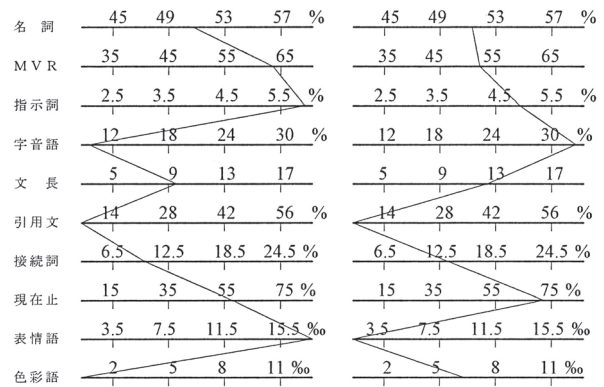 45 49 53 57 % 45 49 53 57 %
名 詞
35 45 55 65 35 45 55 65
MVR
2.5 3.5 4.5 5.5 % 2.5 3.5 4.5 5.5 %
指示詞
12 18 24 30 % 12 18 24 30 %
字音語
5 9 13 17 5 9 13 17
文 長
14 28 42 56 % 14 28 42 56 %
引用文
6.5 12.5 18.5 24.5 % 6.5 12.5 18.5 24.5 %
接続詞
15 35 55 75 % 15 35 55 75 %
現在止
3.5 7.5 11.5 15.5 ‰ 3.5 7.5 11.5 15.5 ‰
表情語
2 5 8 11 ‰ 2 5 8 11 ‰
色彩語